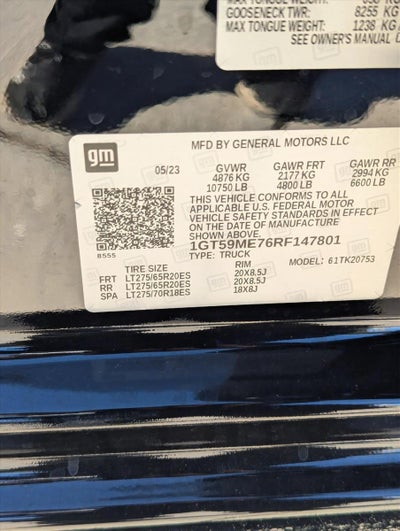 GOOSENECK TWR: 8255 KG
MAX TONGUE WEIGHT: 1238 KG
SEE OWNER'S MANUAL
gm
MFD BY GENERAL MOTORS LLC
05/23 GVWR GAWR FRT GAWR RR
4876 KG 2177 KG 2994 KG
10750 LB 4800 LB 6600 LB
THIS VEHICLE CONFORMS TO ALL
APPLICABLE U.S. FEDERAL MOTOR
VEHICLE SAFETY STANDARDS IN EFFECT
ON THE DATE OF MANUFACTURE
SHOWN ABOVE.
1GT59ME76RF147801
TYPE: TRUCK MODEL: 61TK20753
B555
TIRE SIZE RIM
FRT LT275/65R20ES 20X8.5J
RR LT275/65R20ES 20X8.5J
SPA LT275/70R18ES 18X8J